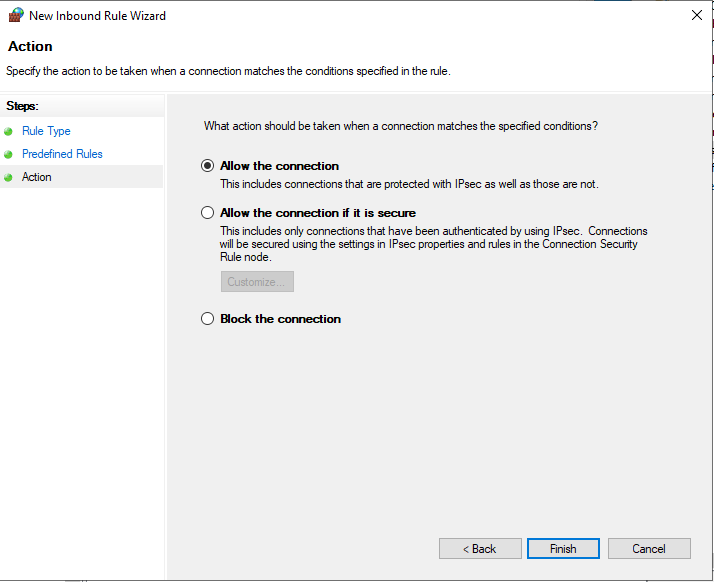 New Inbound Rule Wizard
Action
Specify the action to be taken when a connection matches the conditions specified in the rule.
Steps:
Rule Type
Predefined Rules
Action
What action should be taken when a connection matches the specified conditions?
Allow the connection
This includes connections that are protected with IPsec as well as those are not.
Allow the connection if it is secure
This includes only connections that have been authenticated by using IPsec. Connections
will be secured using the settings in IPsec properties and rules in the Connection Security
Rule node.
Customize...
Block the connection
< Back
Finish
Cancel